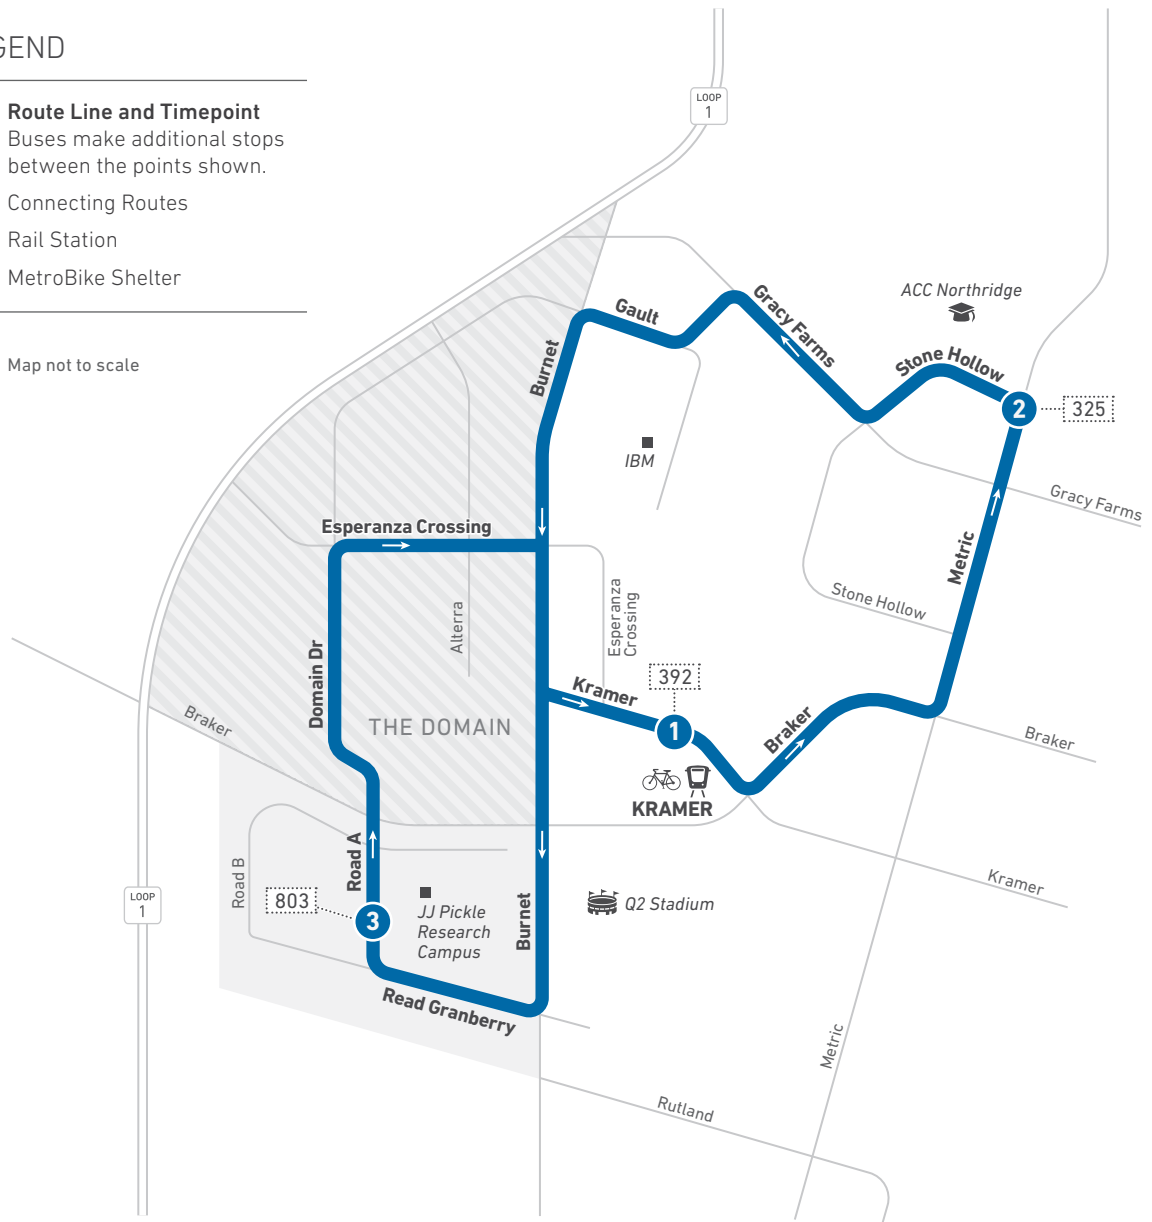 GEND
Route Line and Timepoint
Buses make additional stops
between the points shown.
Connecting Routes
Rail Station
MetroBike Shelter
Map not to scale
LOOP
1
ACC Northridge
Gault
Gracy Farms
Stone Hollow
Burnet
2
325
IBM
Gracy Farms
Esperanza Crossing
Metric
Alterra
Esperanza
Crossing
Stone Hollow
Domain Dr
392
Kramer
THE DOMAIN
1
Braker
Braker
Braker
KRAMER
Road B
Road A
Kramer
LOOP
1
803
3
JJ Pickle
Research
Campus
Burnet
Q2 Stadium
Read Granberry
Metric
Rutland